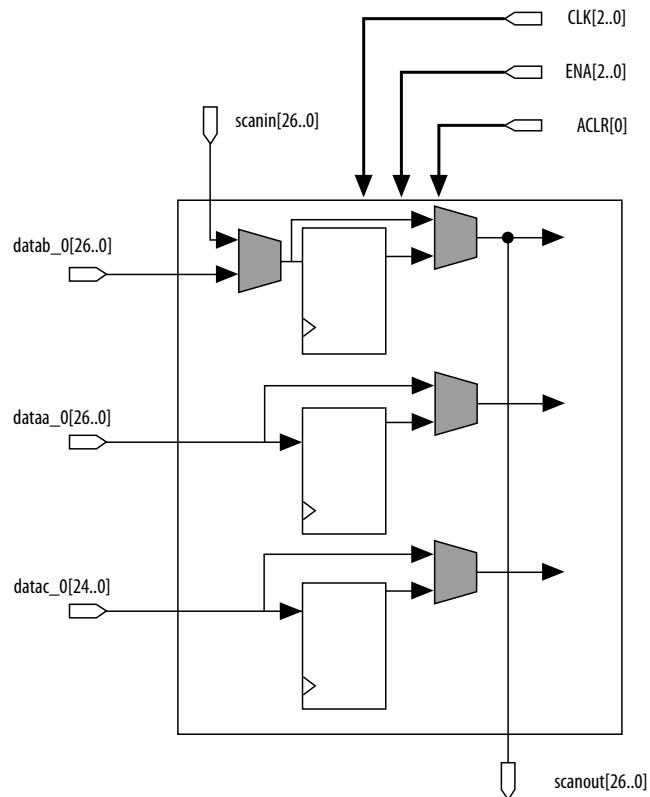 CLK[2..0]
ENA[2..0]
ACLR[0]
scanin[26..0]
datab_0[26..0]
dataa_0[26..0]
datac_0[24..0]
scanout[26..0]